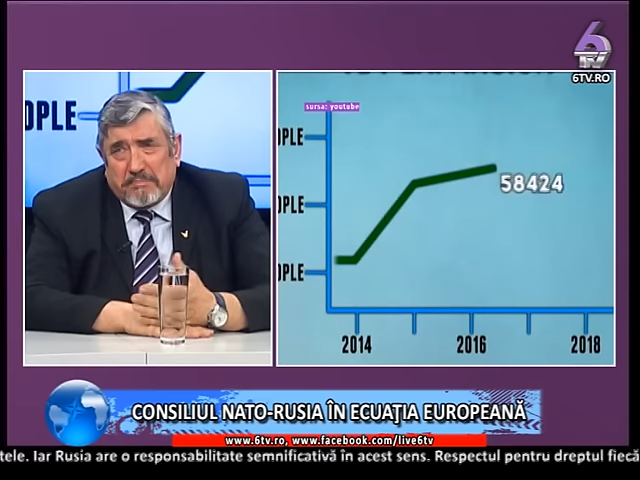 6
TV
6TV.RO
sursa: youtube
OPLE
OPLE
OPLE
OPLE
58424
2014
2016
2018
CONSILIUL NATO-RUSIA ÎN ECUAŢIA EUROPEANĂ
www.6tv.ro, www.facebook.com/live6tv
tele. Iar Rusia are o responsabilitate semnificativă în acest sens. Respectul pentru dreptul fiecă